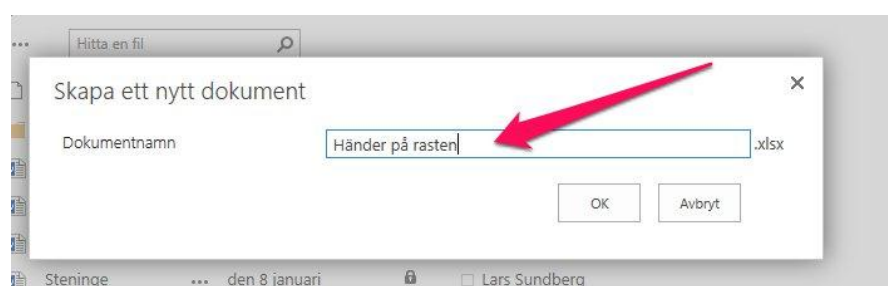 ... Hitta en fil
Skapa ett nytt dokument
Dokumentnamn Händer på rasten .xlsx
OK Avbryt
Steninge ... den 8 januari Lars Sundberg